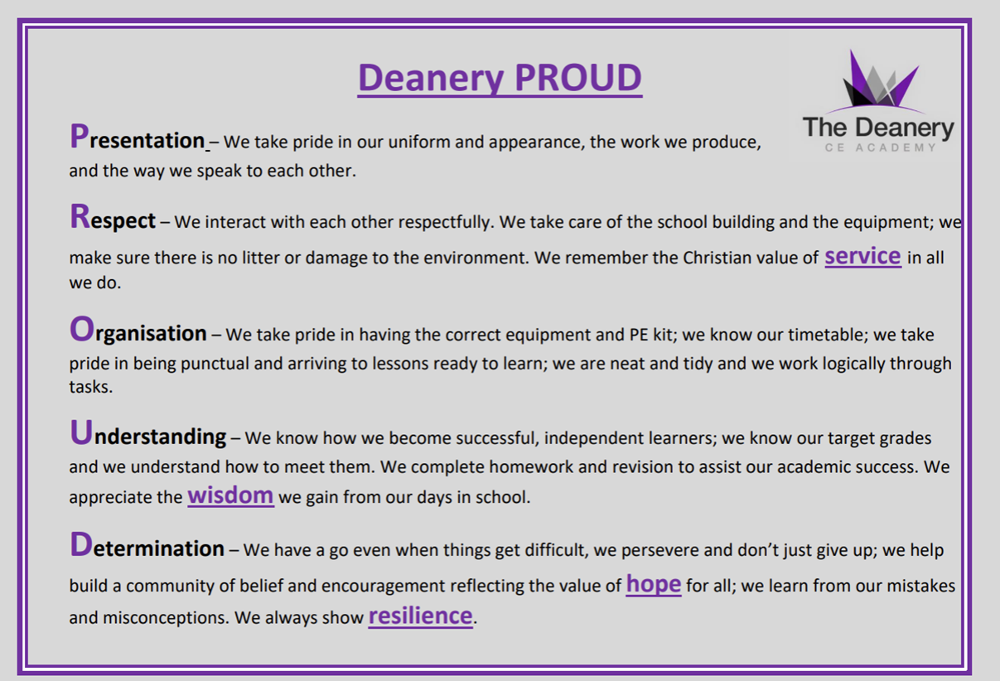 Deanery PROUD
The Deanery
CE ACADEMY
Presentation – We take pride in our uniform and appearance, the work we produce,
and the way we speak to each other.
Respect – We interact with each other respectfully. We take care of the school building and the equipment; we
make sure there is no litter or damage to the environment. We remember the Christian value of service in all
we do.
Organisation – We take pride in having the correct equipment and PE kit; we know our timetable; we take
pride in being punctual and arriving to lessons ready to learn; we are neat and tidy and we work logically through
tasks.
Understanding – We know how we become successful, independent learners; we know our target grades
and we understand how to meet them. We complete homework and revision to assist our academic success. We
appreciate the wisdom we gain from our days in school.
Determination – We have a go even when things get difficult, we persevere and don’t just give up; we help
build a community of belief and encouragement reflecting the value of hope for all; we learn from our mistakes
and misconceptions. We always show resilience.